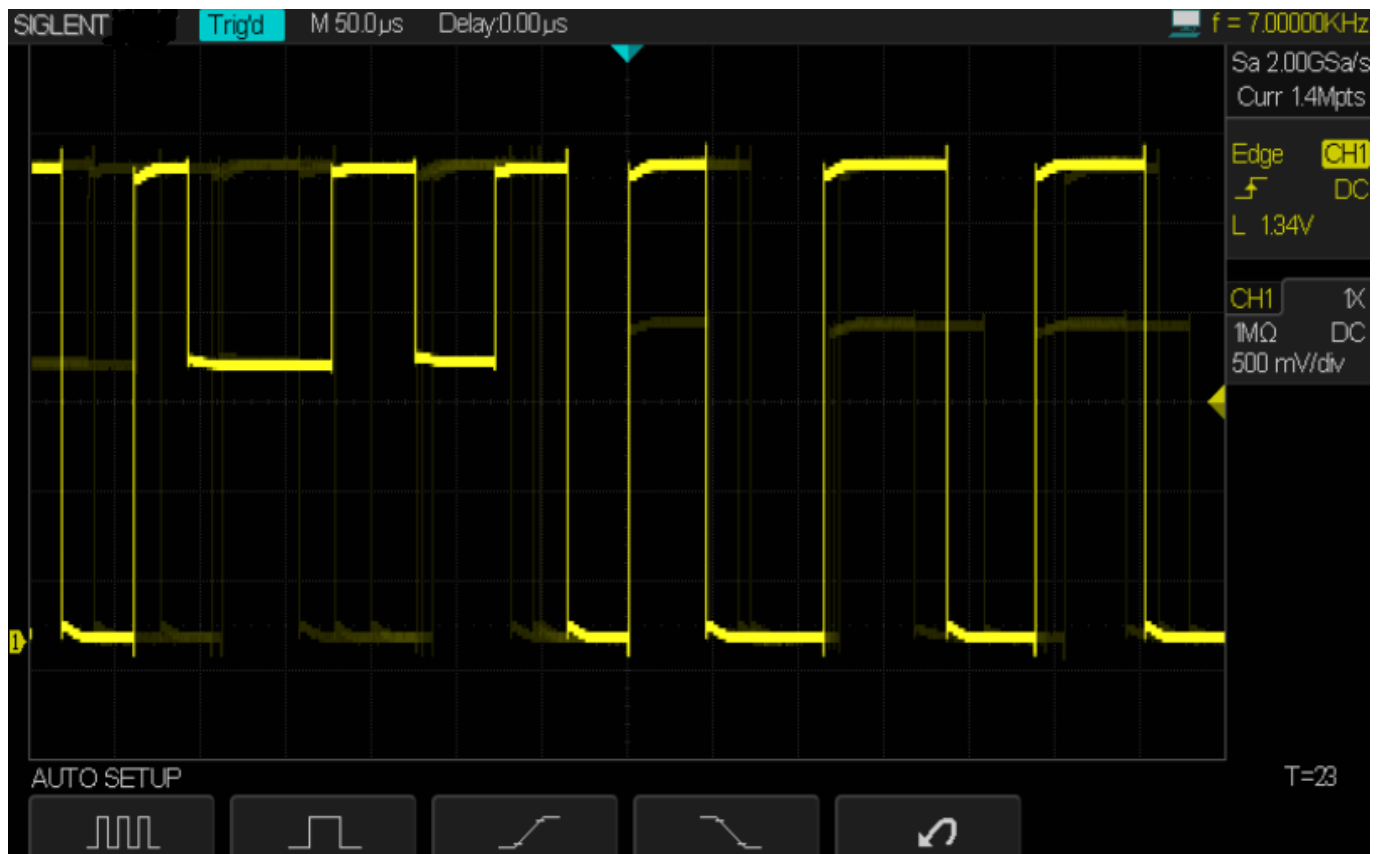 SIGLENT Trig'd M 50.0µs Delay:0.00µs f = 7.00000KHz
Sa 2.00GSa/s
Curr 1.4Mpts
Edge CH1
DC
L 1.34V
CH1 1X
1MΩ DC
500 mV/div
1
AUTO SETUP T=23